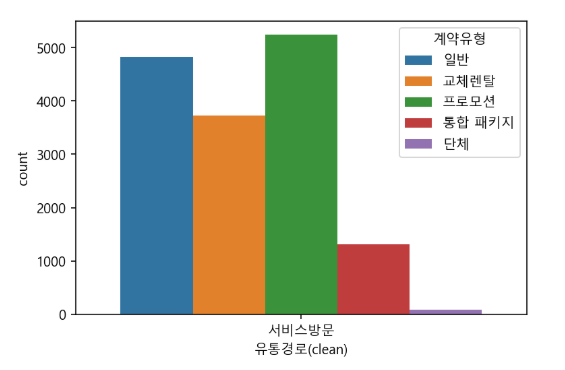 5000
4000
3000
2000
1000
0
count
계약유형
일반
교체렌탈
프로모션
통합 패키지
단체
서비스방문
유통경로(clean)